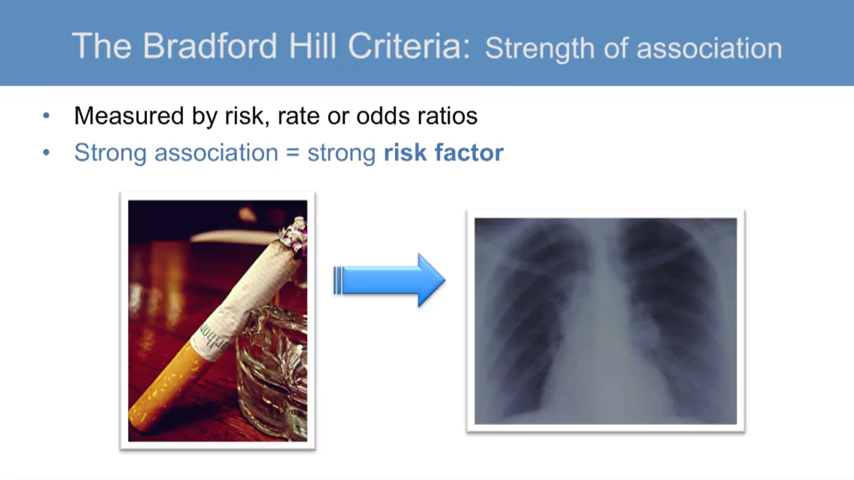 The Bradford Hill Criteria: Strength of association
• Measured by risk, rate or odds ratios
• Strong association = strong risk factor